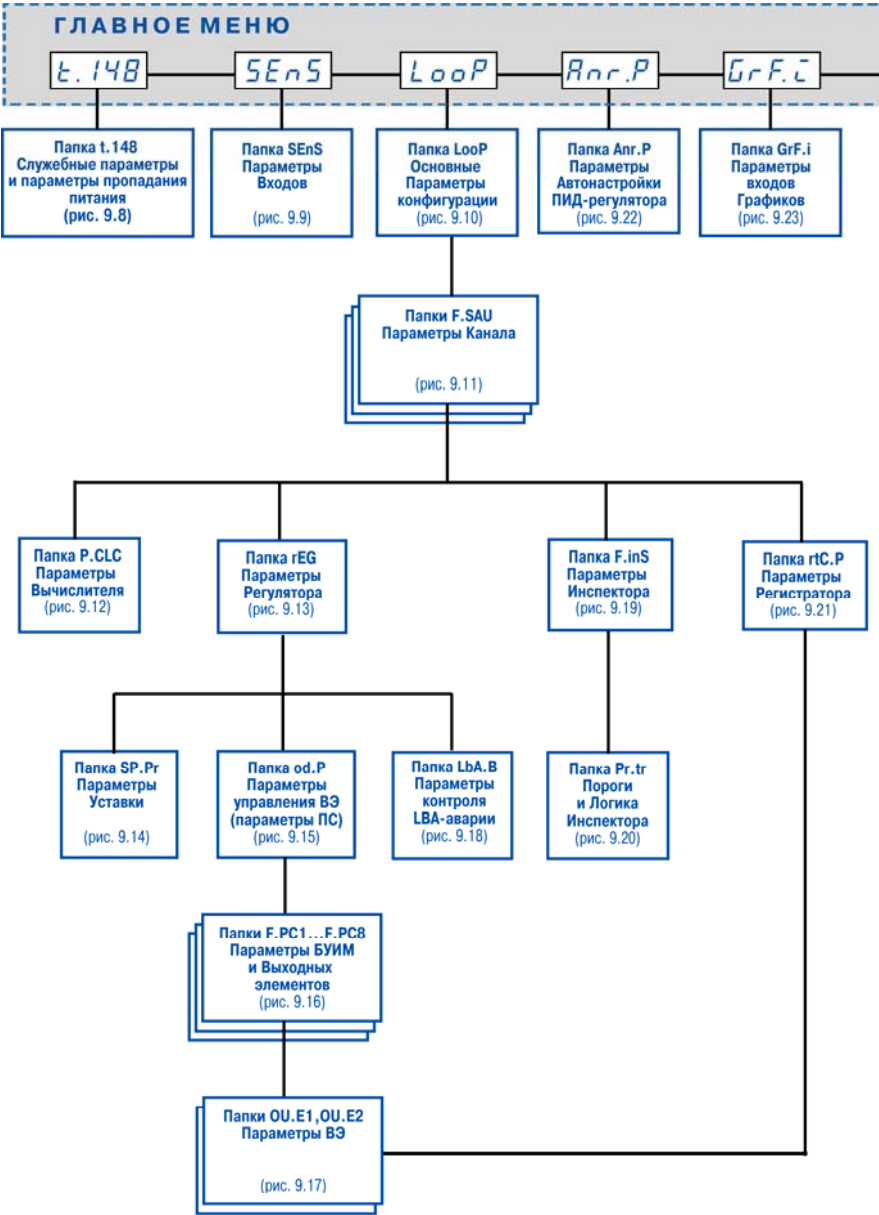 ГЛАВНОЕ МЕНЮ
t.148
SEnS
LooP
Anr.P
GrF.i
Папка t.148
Служебные параметры
и параметры пропадания
питания
(рис. 9.8)
Папка SEnS
Параметры
Входов
(рис. 9.9)
Папка LooP
Основные
Параметры
конфигурации
(рис. 9.10)
Папка Anr.P
Параметры
Автонастройки
ПИД-регулятора
(рис. 9.22)
Папка GrF.i
Параметры
входов
Графиков
(рис. 9.23)
Папки F.SAU
Параметры Канала
(рис. 9.11)
Папка P.CLC
Параметры
Вычислителя
(рис. 9.12)
Папка rEG
Параметры
Регулятора
(рис. 9.13)
Папка F.inS
Параметры
Инспектора
(рис. 9.19)
Папка rtC.P
Параметры
Регистратора
(рис. 9.21)
Папка SP.Pr
Параметры
Уставки
(рис. 9.14)
Папка od.P
Параметры
управления ВЭ
(параметры ПС)
(рис. 9.15)
Папка LbA.B
Параметры
контроля
LBA-аварии
(рис. 9.18)
Папка Pr.tr
Пороги
и Логика
Инспектора
(рис. 9.20)
Папки F.PC1...F.PC8
Параметры БУИМ
и Выходных
элементов
(рис. 9.16)
Папки OU.E1,OU.E2
Параметры ВЭ
(рис. 9.17)